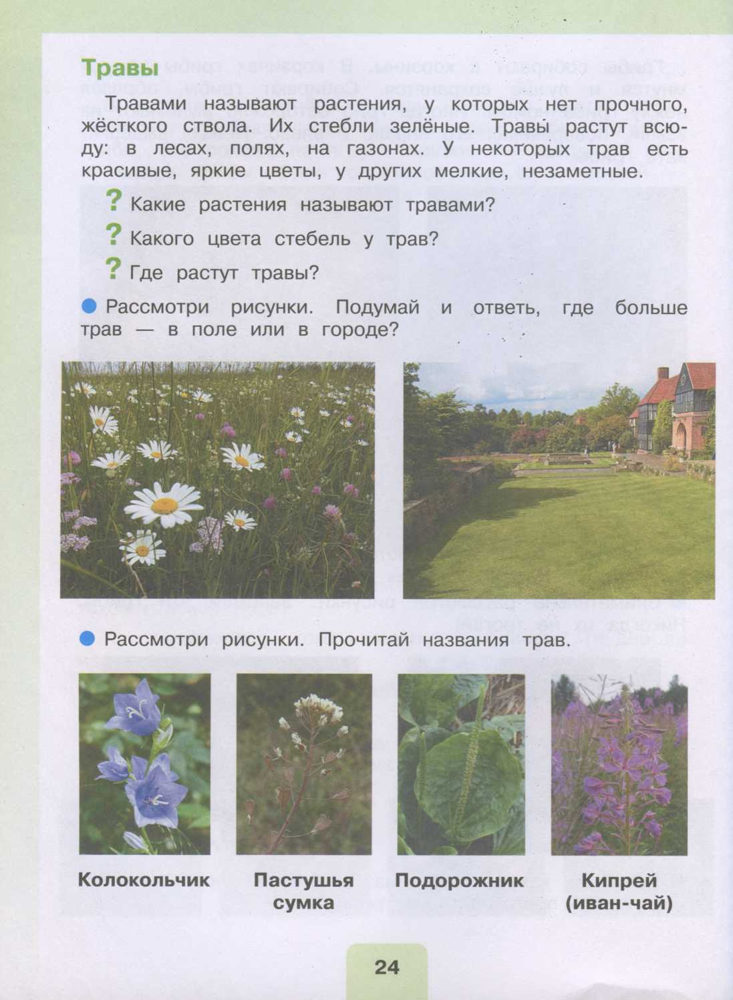 Травы
Травами называют растения, у которых нет прочного,
жёсткого ствола. Их стебли зелёные. Травы растут всю-
ду: в лесах, полях, на газонах. У некоторых трав есть
красивые, яркие цветы, у других мелкие, незаметные.
? Какие растения называют травами?
? Какого цвета стебель у трав?
? Где растут травы?
Рассмотри рисунки. Подумай и ответь, где больше
трав — в поле или в городе?
Рассмотри рисунки. Прочитай названия трав.
Колокольчик
Пастушья
сумка
Подорожник
Кипрей
(иван-чай)
24